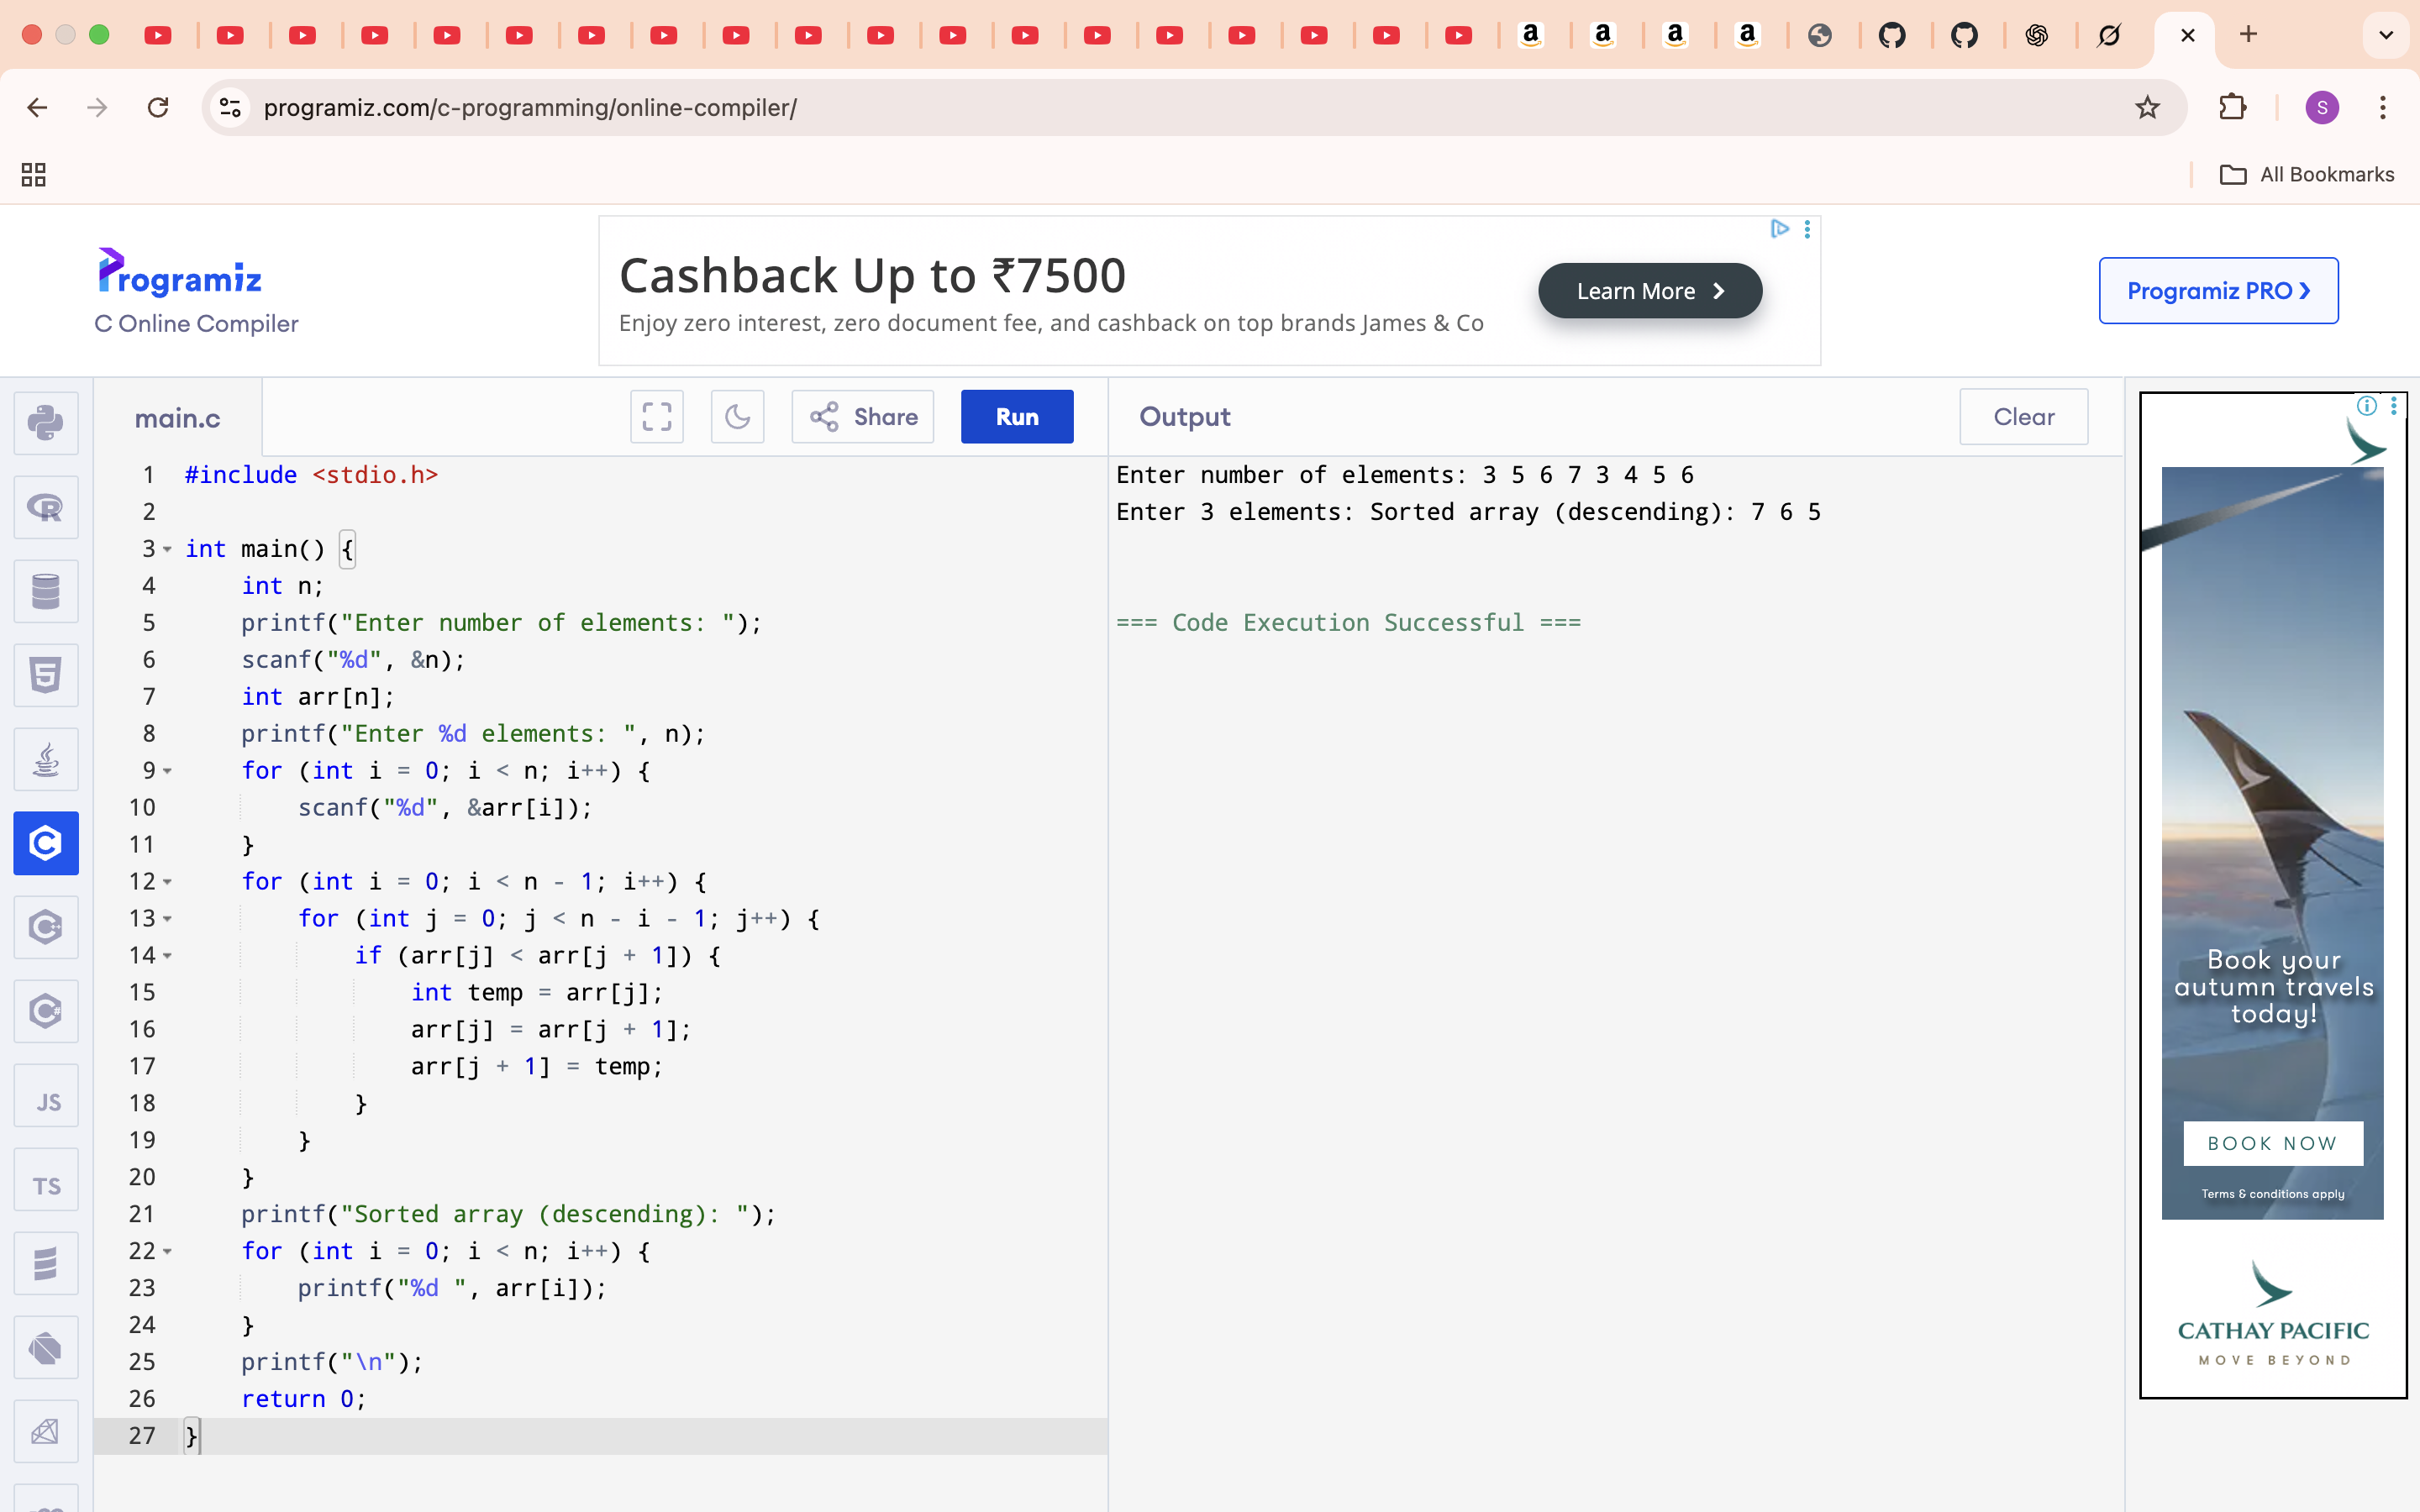 programiz.com/c-programming/online-compiler/
S
All Bookmarks
Programiz
C Online Compiler
Cashback Up to ₹7500
Enjoy zero interest, zero document fee, and cashback on top brands James & Co
Learn More
Programiz PRO
main.c
Share
Run
Output
Clear
1 #include <stdio.h>
2
3 int main() {
4     int n;
5     printf("Enter number of elements: ");
6     scanf("%d", &n);
7     int arr[n];
8     printf("Enter %d elements: ", n);
9     for (int i = 0; i < n; i++) {
10         scanf("%d", &arr[i]);
11     }
12     for (int i = 0; i < n - 1; i++) {
13         for (int j = 0; j < n - i - 1; j++) {
14             if (arr[j] < arr[j + 1]) {
15                 int temp = arr[j];
16                 arr[j] = arr[j + 1];
17                 arr[j + 1] = temp;
18             }
19         }
20     }
21     printf("Sorted array (descending): ");
22     for (int i = 0; i < n; i++) {
23         printf("%d ", arr[i]);
24     }
25     printf("\n");
26     return 0;
27 }
Enter number of elements: 3 5 6 7 3 4 5 6
Enter 3 elements: Sorted array (descending): 7 6 5
=== Code Execution Successful ===
JS
TS
Book your
autumn travels
today!
BOOK NOW
Terms & conditions apply
CATHAY PACIFIC
MOVE BEYOND